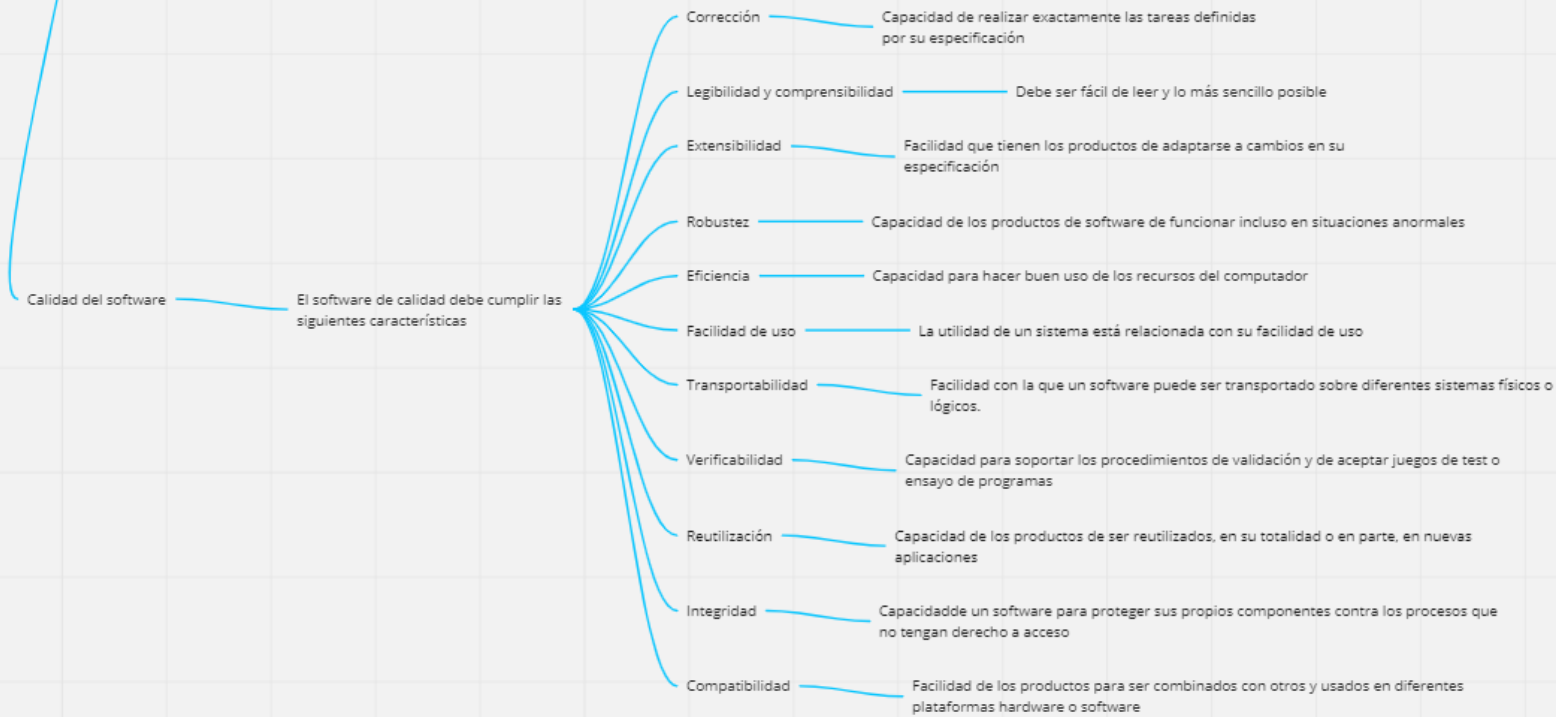 Corrección
Capacidad de realizar exactamente las tareas definidas
por su especificación
Legibilidad y comprensibilidad
Debe ser fácil de leer y lo más sencillo posible
Extensibilidad
Facilidad que tienen los productos de adaptarse a cambios en su
especificación
Robustez
Capacidad de los productos de software de funcionar incluso en situaciones anormales
Eficiencia
Capacidad para hacer buen uso de los recursos del computador
Calidad del software
El software de calidad debe cumplir las
siguientes características
Facilidad de uso
La utilidad de un sistema está relacionada con su facilidad de uso
Transportabilidad
Facilidad con la que un software puede ser transportado sobre diferentes sistemas físicos o
lógicos.
Verificabilidad
Capacidad para soportar los procedimientos de validación y de aceptar juegos de test o
ensayo de programas
Reutilización
Capacidad de los productos de ser reutilizados, en su totalidad o en parte, en nuevas
aplicaciones
Integridad
Capacidadde un software para proteger sus propios componentes contra los procesos que
no tengan derecho a acceso
Compatibilidad
Facilidad de los productos para ser combinados con otros y usados en diferentes
plataformas hardware o software